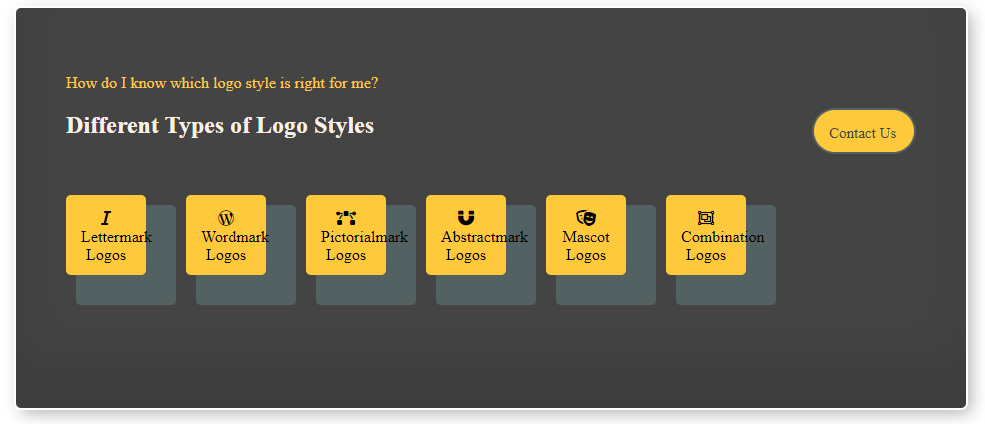 How do I know which logo style is right for me?
Different Types of Logo Styles
Contact Us
Lettermark
Logos
Wordmark
Logos
Pictorialmark
Logos
Abstractmark
Logos
Mascot
Logos
Combination
Logos